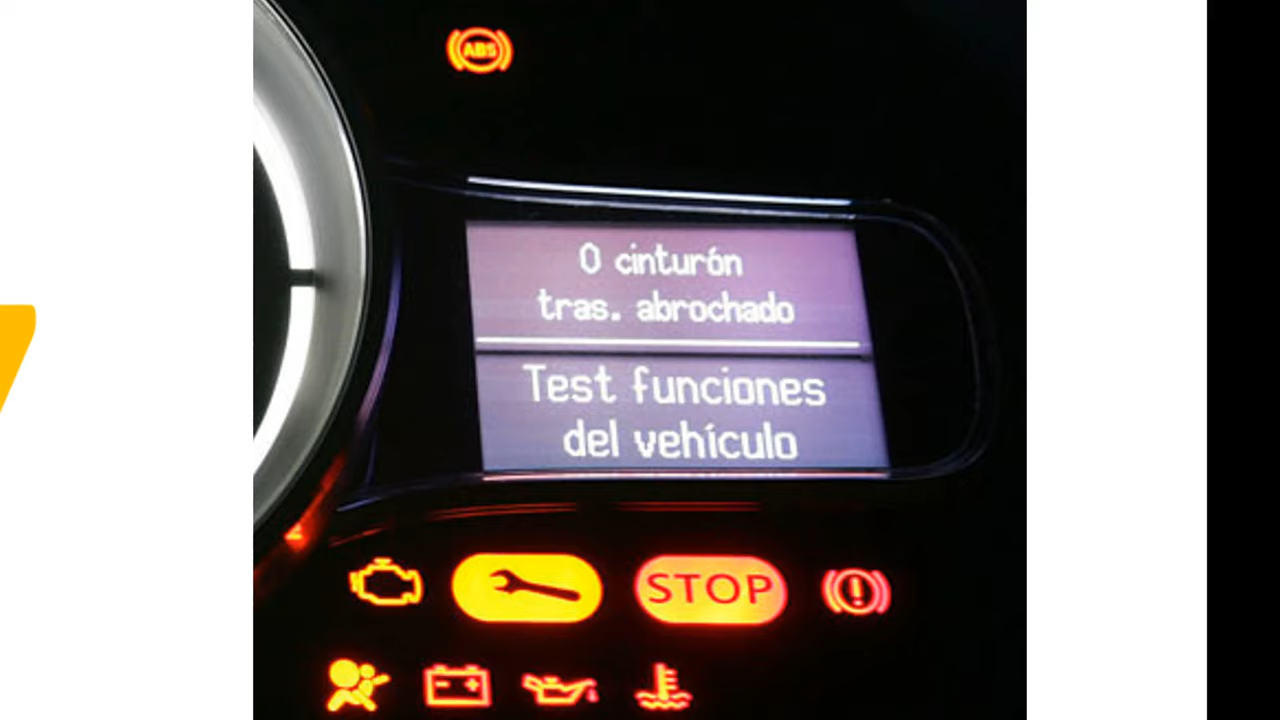 ABS
0 cinturón
tras. abrochado
Test funciones
del vehículo
STOP